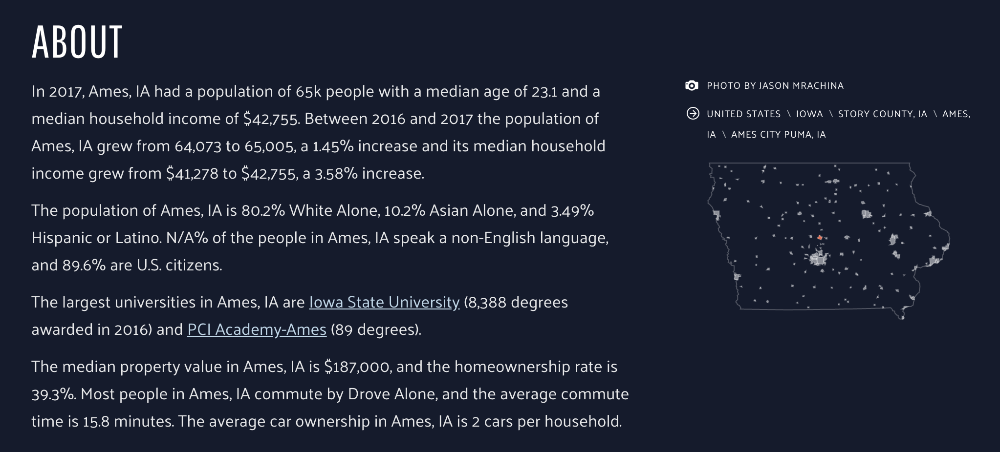 ABOUT
In 2017, Ames, IA had a population of 65k people with a median age of 23.1 and a
median household income of $42,755. Between 2016 and 2017 the population of
Ames, IA grew from 64,073 to 65,005, a 1.45% increase and its median household
income grew from $41,278 to $42,755, a 3.58% increase.
The population of Ames, IA is 80.2% White Alone, 10.2% Asian Alone, and 3.49%
Hispanic or Latino. N/A% of the people in Ames, IA speak a non-English language,
and 89.6% are U.S. citizens.
The largest universities in Ames, IA are Iowa State University (8,388 degrees
awarded in 2016) and PCI Academy-Ames (89 degrees).
The median property value in Ames, IA is $187,000, and the homeownership rate is
39.3%. Most people in Ames, IA commute by Drove Alone, and the average commute
time is 15.8 minutes. The average car ownership in Ames, IA is 2 cars per household.
PHOTO BY JASON MRACHINA
UNITED STATES \ IOWA \ STORY COUNTY, IA \ AMES,
IA \ AMES CITY PUMA, IA